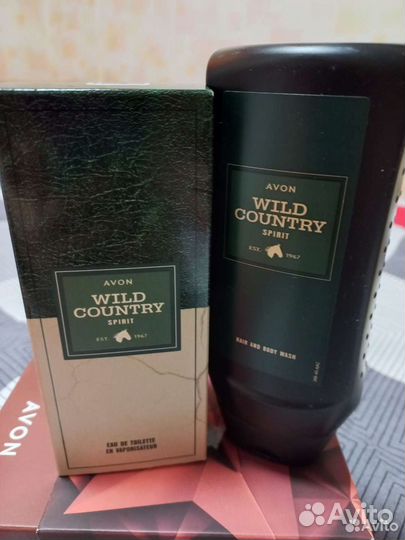 AVON
WILD
COUNTRY
SPIRIT
EST. 1967
EAU DE TOILETTE
EN VAPORISATEUR
AVON
WILD
COUNTRY
SPIRIT
EST. 1967
HAIR AND BODY WASH
AVON
Avito
Avito